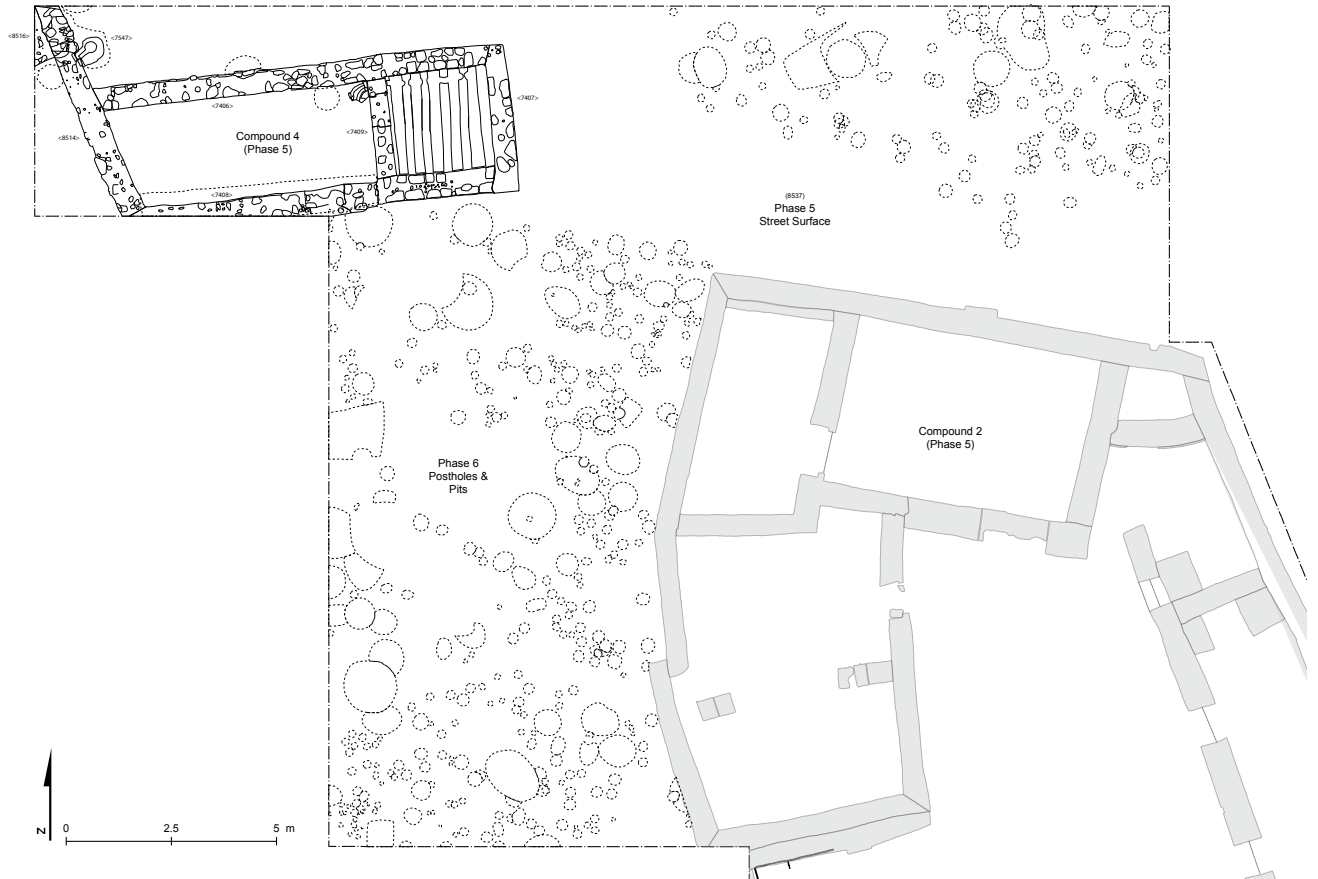 <8516>
<7547>
<7407>
<7406>
<7409>
<8514>
Compound 4
(Phase 5)
<7408>
(8537)
Phase 5
Street Surface
Compound 2
(Phase 5)
Phase 6
Postholes &
Pits
N
0 2.5 5 m